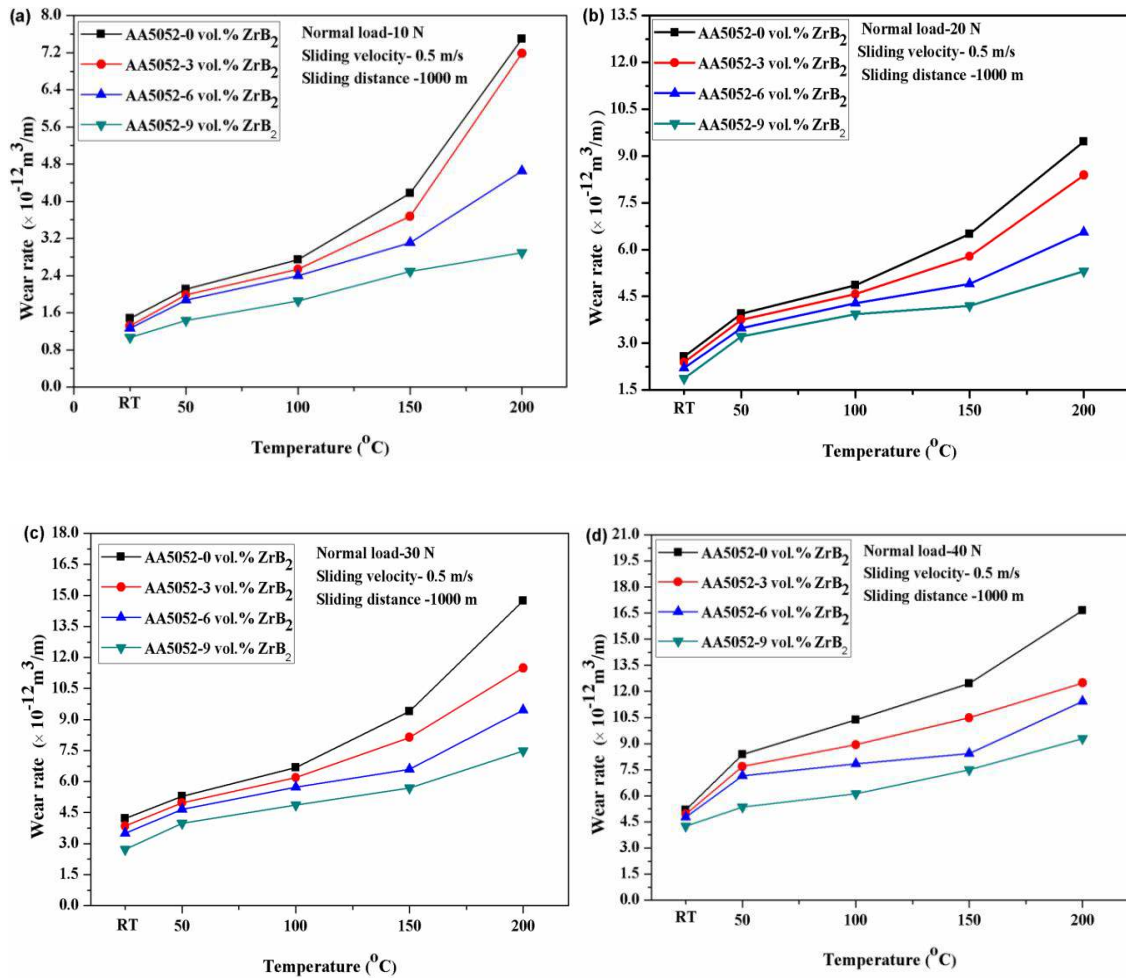 (a)
AA5052-0 vol.% ZrB2
AA5052-3 vol.% ZrB2
AA5052-6 vol.% ZrB2
AA5052-9 vol.% ZrB2
Normal load-10 N
Sliding velocity- 0.5 m/s
Sliding distance -1000 m
8.0
7.2
6.4
5.6
4.8
4.0
3.2
2.4
1.6
0.8
0.0
Wear rate (× 10-12m3/m)
0
RT
50
100
150
200
Temperature (oC)
(b)
AA5052-0 vol.% ZrB2
AA5052-3 vol.% ZrB2
AA5052-6 vol.% ZrB2
AA5052-9 vol.% ZrB2
Normal load-20 N
Sliding velocity- 0.5 m/s
Sliding distance -1000 m
13.5
12.0
10.5
9.0
7.5
6.0
4.5
3.0
1.5
Wear rate (× 10-12m3/m))
RT
50
100
150
200
Temperature (oC)
(c)
AA5052-0 vol.% ZrB2
AA5052-3 vol.% ZrB2
AA5052-6 vol.% ZrB2
AA5052-9 vol.% ZrB2
Normal load-30 N
Sliding velocity- 0.5 m/s
Sliding distance -1000 m
18.0
16.5
15.0
13.5
12.0
10.5
9.0
7.5
6.0
4.5
3.0
1.5
0.0
Wear rate (× 10-12m3/m)
RT
50
100
150
200
Temperature (oC)
(d)
AA5052-0 vol.% ZrB2
AA5052-3 vol.% ZrB2
AA5052-6 vol.% ZrB2
AA5052-9 vol.% ZrB2
Normal load-40 N
Sliding velocity- 0.5 m/s
Sliding distance -1000 m
21.0
19.5
18.0
16.5
15.0
13.5
12.0
10.5
9.0
7.5
6.0
4.5
3.0
1.5
0.0
Wear rate (× 10-12m3/m)
RT
50
100
150
200
Temperature (oC)